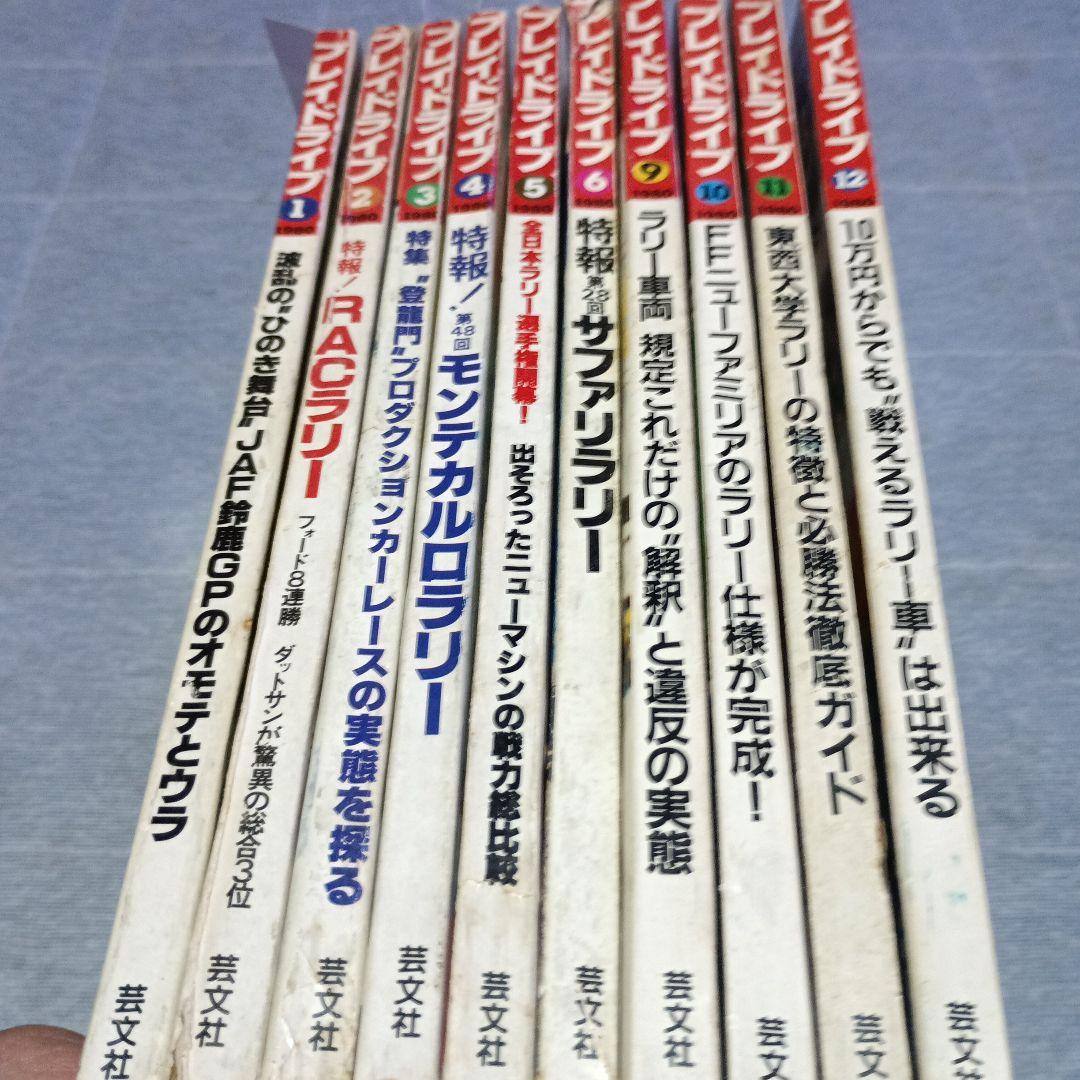 プレイドライブ
1
1980
波乱の"ひのき舞台"JAF鈴鹿GPのオモテとウラ
芸文社
プレイドライブ
2
1980
特報!
RACラリー
フォード8連勝 ダットサンが驚異の総合3位
芸文社
プレイドライブ
3
1980
特集 "登龍門"プロダクションカーレースの実態を探る
芸文社
プレイドライブ
4
1980
特報!
第48回
モンテカルロラリー
芸文社
プレイドライブ
5
1980
全日本ラリー選手権開幕!
出そろったニューマシンの戦力総比較
芸文社
プレイドライブ
6
1980
特報
第28回
サファリラリー
芸文社
プレイドライブ
9
1980
ラリー車両 規定これだけの"解釈"と違反の実態
芸文社
プレイドライブ
10
1980
FFニューファミリアのラリー仕様が完成!
芸文社
プレイドライブ
11
1980
東西大学ラリーの特徴と必勝法徹底ガイド
芸文
プレイドライブ
12
1980
10万円からでも"戦えるラリー車"は出来る
芸文社